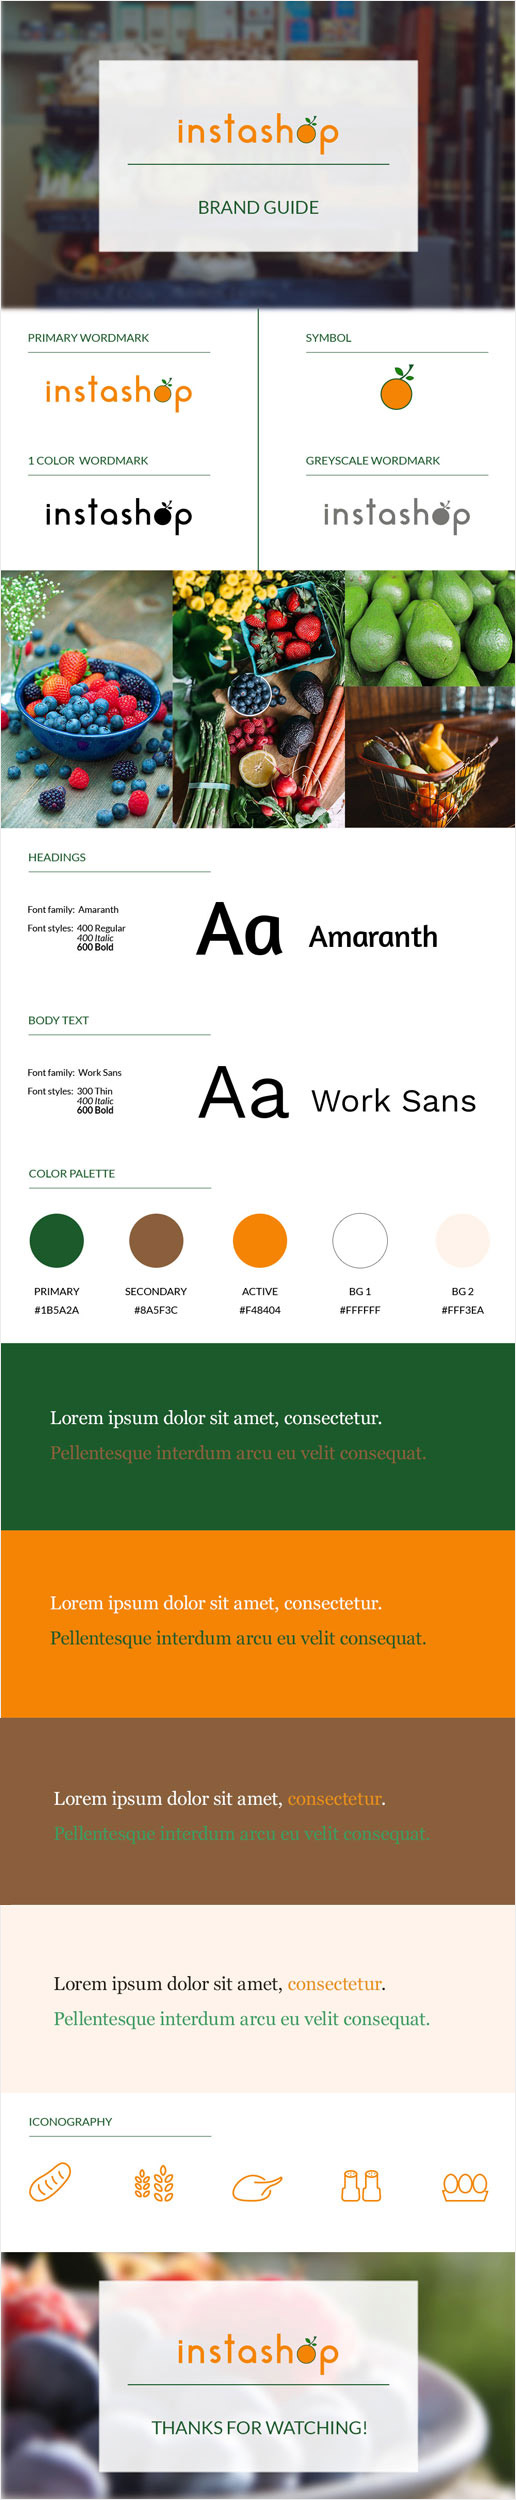 instashop
BRAND GUIDE
PRIMARY WORDMARK
SYMBOL
instashop
1 COLOR WORDMARK
GREYSCALE WORDMARK
instashop
instashop
HEADINGS
Font family: Amaranth
Font styles: 400 Regular
400 Italic
600 Bold
Aa
Amaranth
BODY TEXT
Font family: Work Sans
Font styles: 300 Thin
400 Italic
600 Bold
Aa
Work Sans
COLOR PALETTE
PRIMARY
SECONDARY
ACTIVE
BG 1
BG 2
#1B5A2A
#8A5F3C
#F48404
#FFFFFF
#FFF3EA
Lorem ipsum dolor sit amet, consectetur.
Pellentesque interdum arcu eu velit consequat.
Lorem ipsum dolor sit amet, consectetur.
Pellentesque interdum arcu eu velit consequat.
Lorem ipsum dolor sit amet, consectetur.
Pellentesque interdum arcu eu velit consequat.
Lorem ipsum dolor sit amet, consectetur.
Pellentesque interdum arcu eu velit consequat.
ICONOGRAPHY
instashop
THANKS FOR WATCHING!